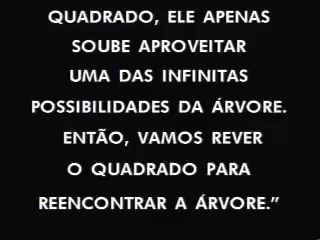 QUADRADO, ELE APENAS
SOUBE APROVEITAR
UMA DAS INFINITAS
POSSIBILIDADES DA ÁRVORE.
ENTÃO, VAMOS REVER
O QUADRADO PARA
REENCONTRAR A ÁRVORE.”